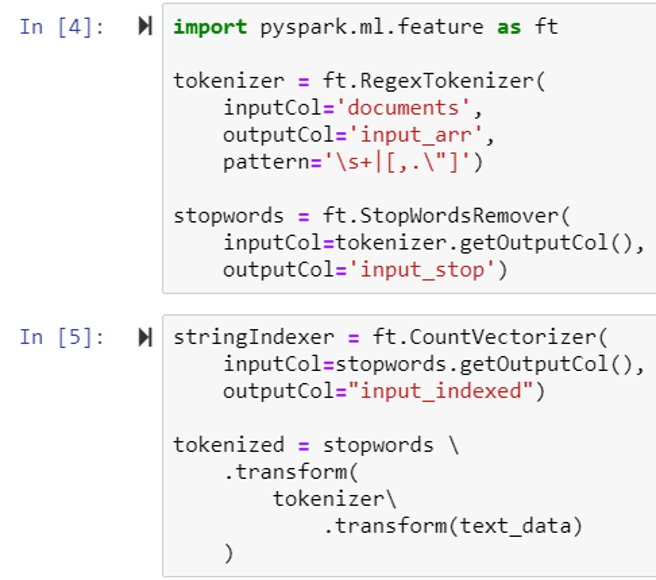 In [4]: import pyspark.ml.feature as ft
tokenizer = ft.RegexTokenizer(
    inputCol='documents',
    outputCol='input_arr',
    pattern='\s+|[,.\"]')
stopwords = ft.StopWordsRemover(
    inputCol=tokenizer.getOutputCol(),
    outputCol='input_stop')
In [5]: stringIndexer = ft.CountVectorizer(
    inputCol=stopwords.getOutputCol(),
    outputCol="input_indexed")
tokenized = stopwords \
    .transform(
        tokenizer\
            .transform(text_data)
    )